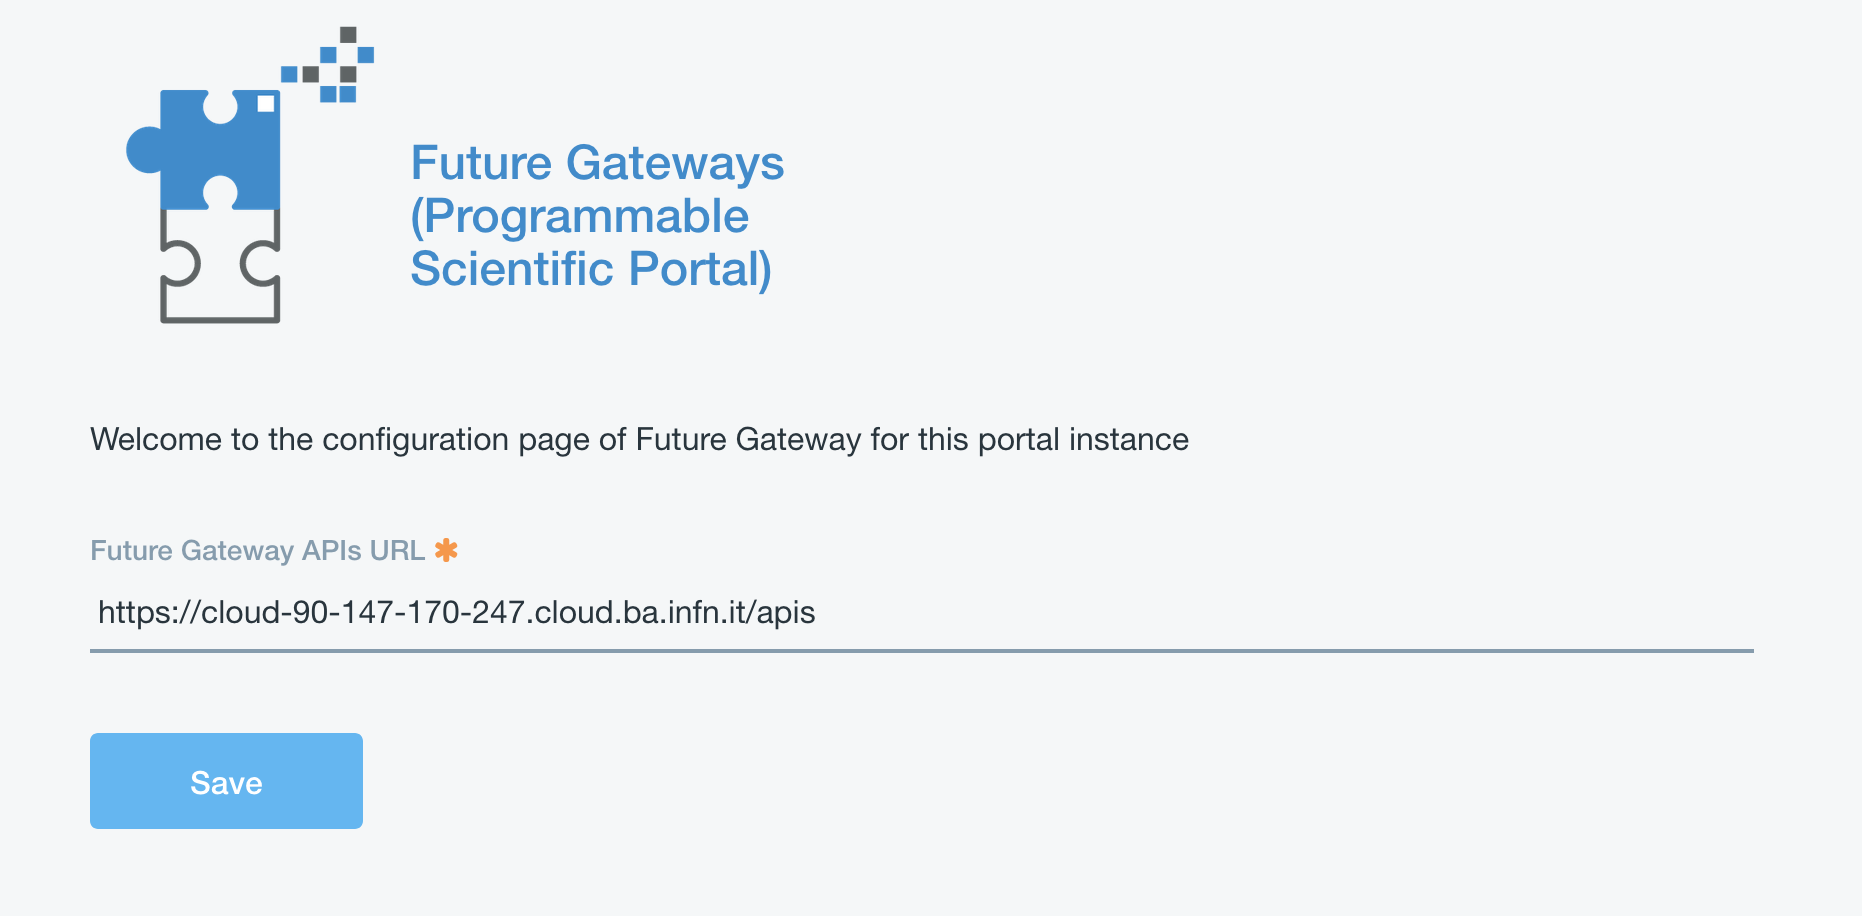 Future Gateways
(Programmable
Scientific Portal)
Welcome to the configuration page of Future Gateway for this portal instance
Future Gateway APIs URL ✱
https://cloud-90-147-170-247.cloud.ba.infn.it/apis
Save